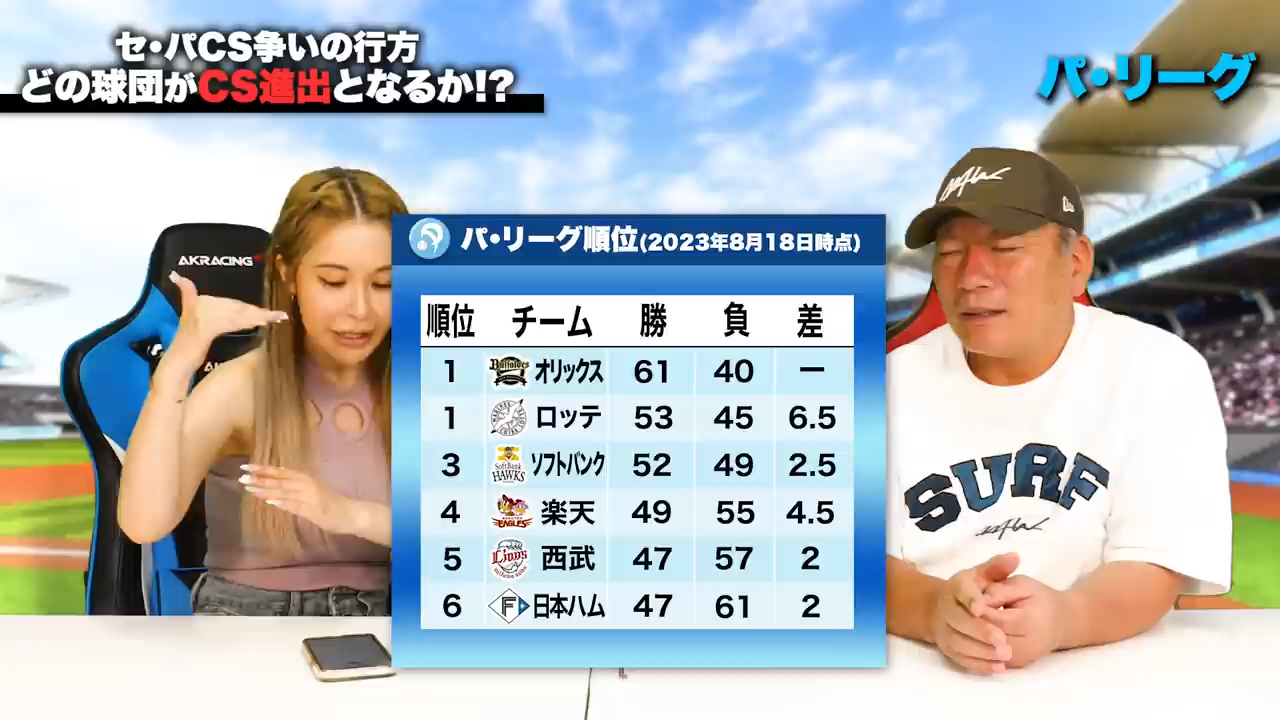 セ・パCS争いの行方
どの球団がCS進出となるか!?
パ・リーグ
AKRACING
パ・リーグ順位(2023年8月18日時点)
順位 チーム 勝 負 差
1 Buffaloes オリックス 61 40 ー
1 ロッテ 53 45 6.5
3 SoftBank HAWKS ソフトバンク 52 49 2.5
4 EAGLES 楽天 49 55 4.5
5 Lions 西武 47 57 2
6 F 日本ハム 47 61 2
SURF